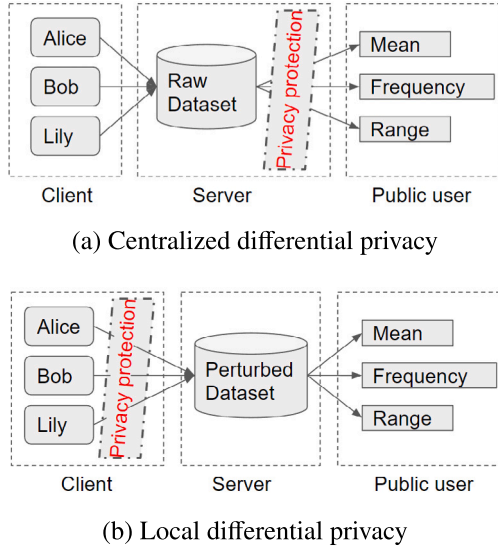 Alice
Bob
Lily
Raw
Dataset
Privacy protection
Mean
Frequency
Range
Client
Server
Public user
(a) Centralized differential privacy
Alice
Bob
Lily
Privacy protection
Perturbed
Dataset
Mean
Frequency
Range
Client
Server
Public user
(b) Local differential privacy